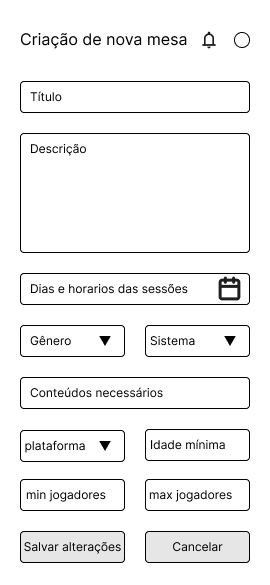 Criação de nova mesa
Título
Descrição
Dias e horarios das sessões
Gênero
Sistema
Conteúdos necessários
plataforma
Idade mínima
min jogadores
max jogadores
Salvar alterações
Cancelar